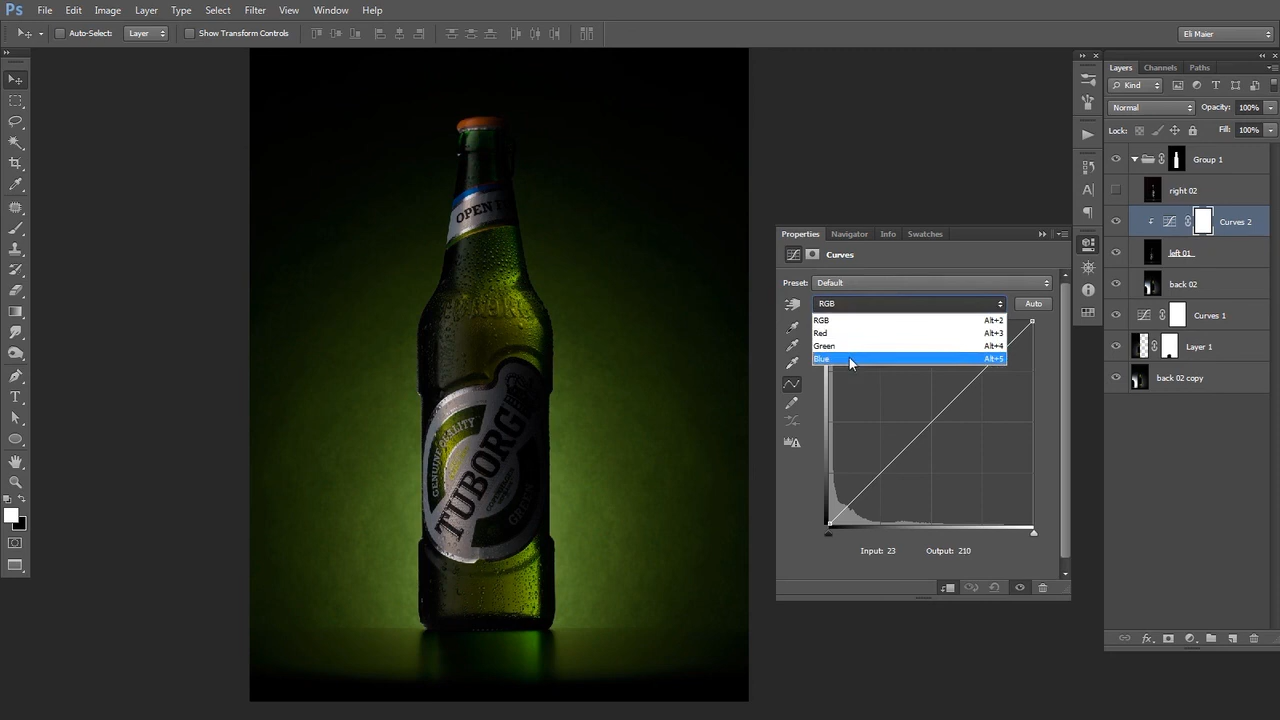 Ps File Edit Image Layer Type Select Filter View Window Help
Auto-Select: Layer Show Transform Controls Eli Maier
Layers Channels Paths
Kind
Normal Opacity: 100%
Lock: Fill: 100%
Group 1
right 02
Curves 2
left 01
back 02
Curves 1
Layer 1
back 02 copy
Properties Navigator Info Swatches
Curves
Preset: Default
RGB Auto
RGB Alt+2
Red Alt+3
Green Alt+4
Blue Alt+5
Input: 23 Output: 210
OPEN
GENUINE QUALITY
TUBORG
GREEN